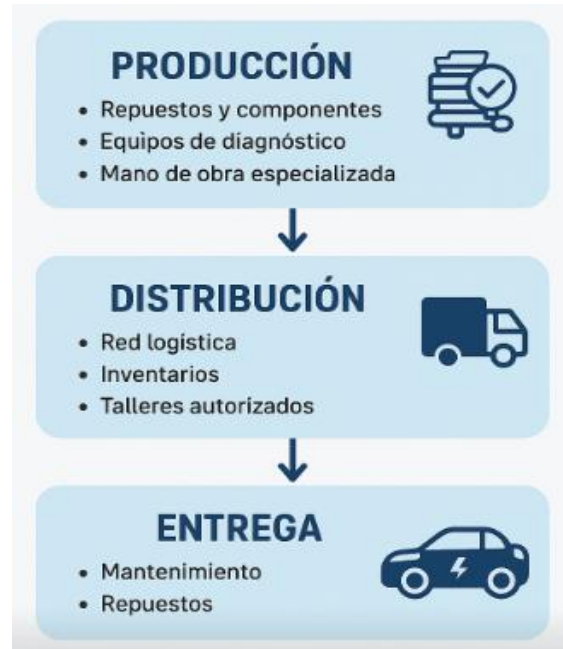 PRODUCCIÓN
• Repuestos y componentes
• Equipos de diagnóstico
• Mano de obra especializada
DISTRIBUCIÓN
• Red logística
• Inventarios
• Talleres autorizados
ENTREGA
• Mantenimiento
• Repuestos